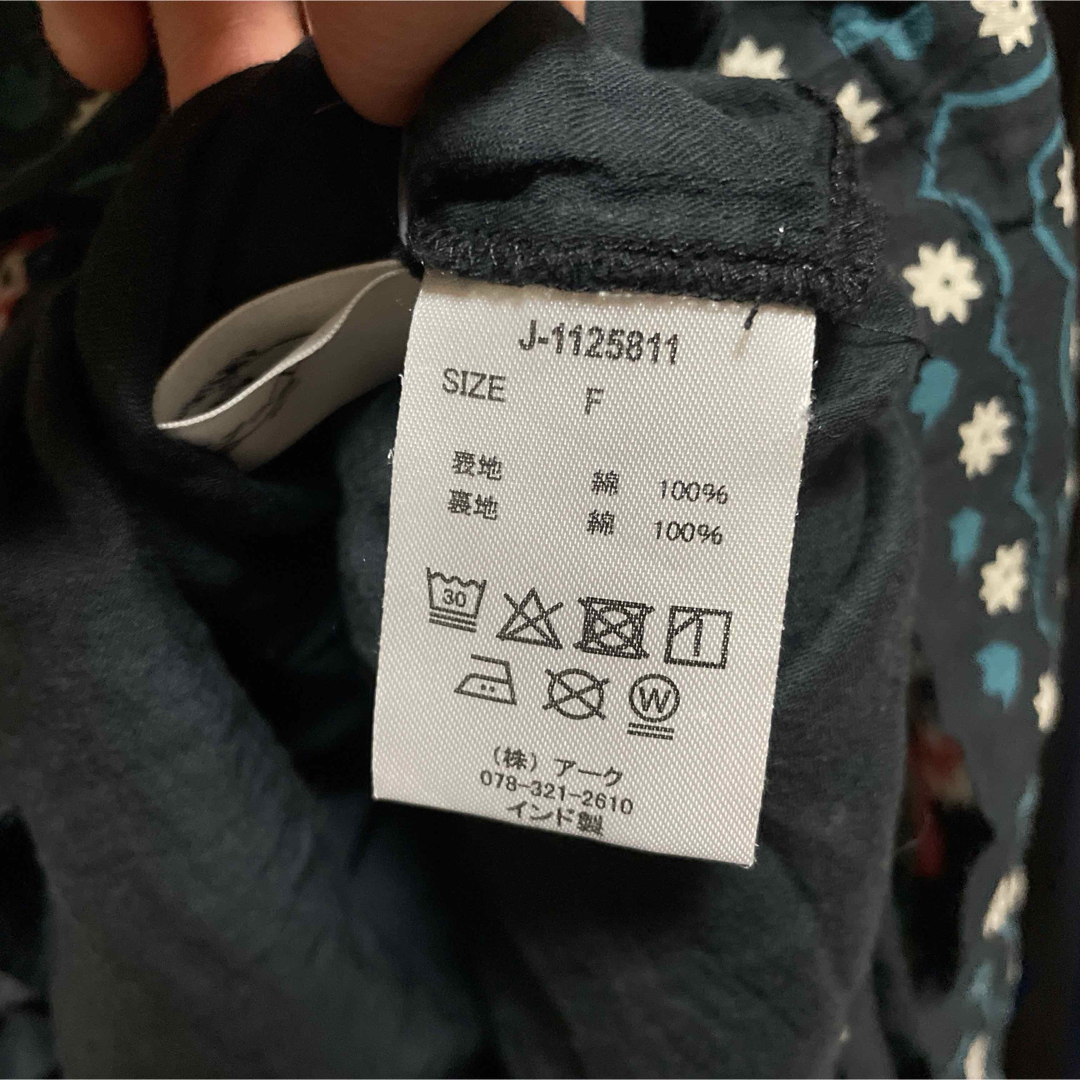 J-1125811
SIZE F
表地 綿 100%
裏地 綿 100%
30
W
(株) アーク
078-321-2610
インド製